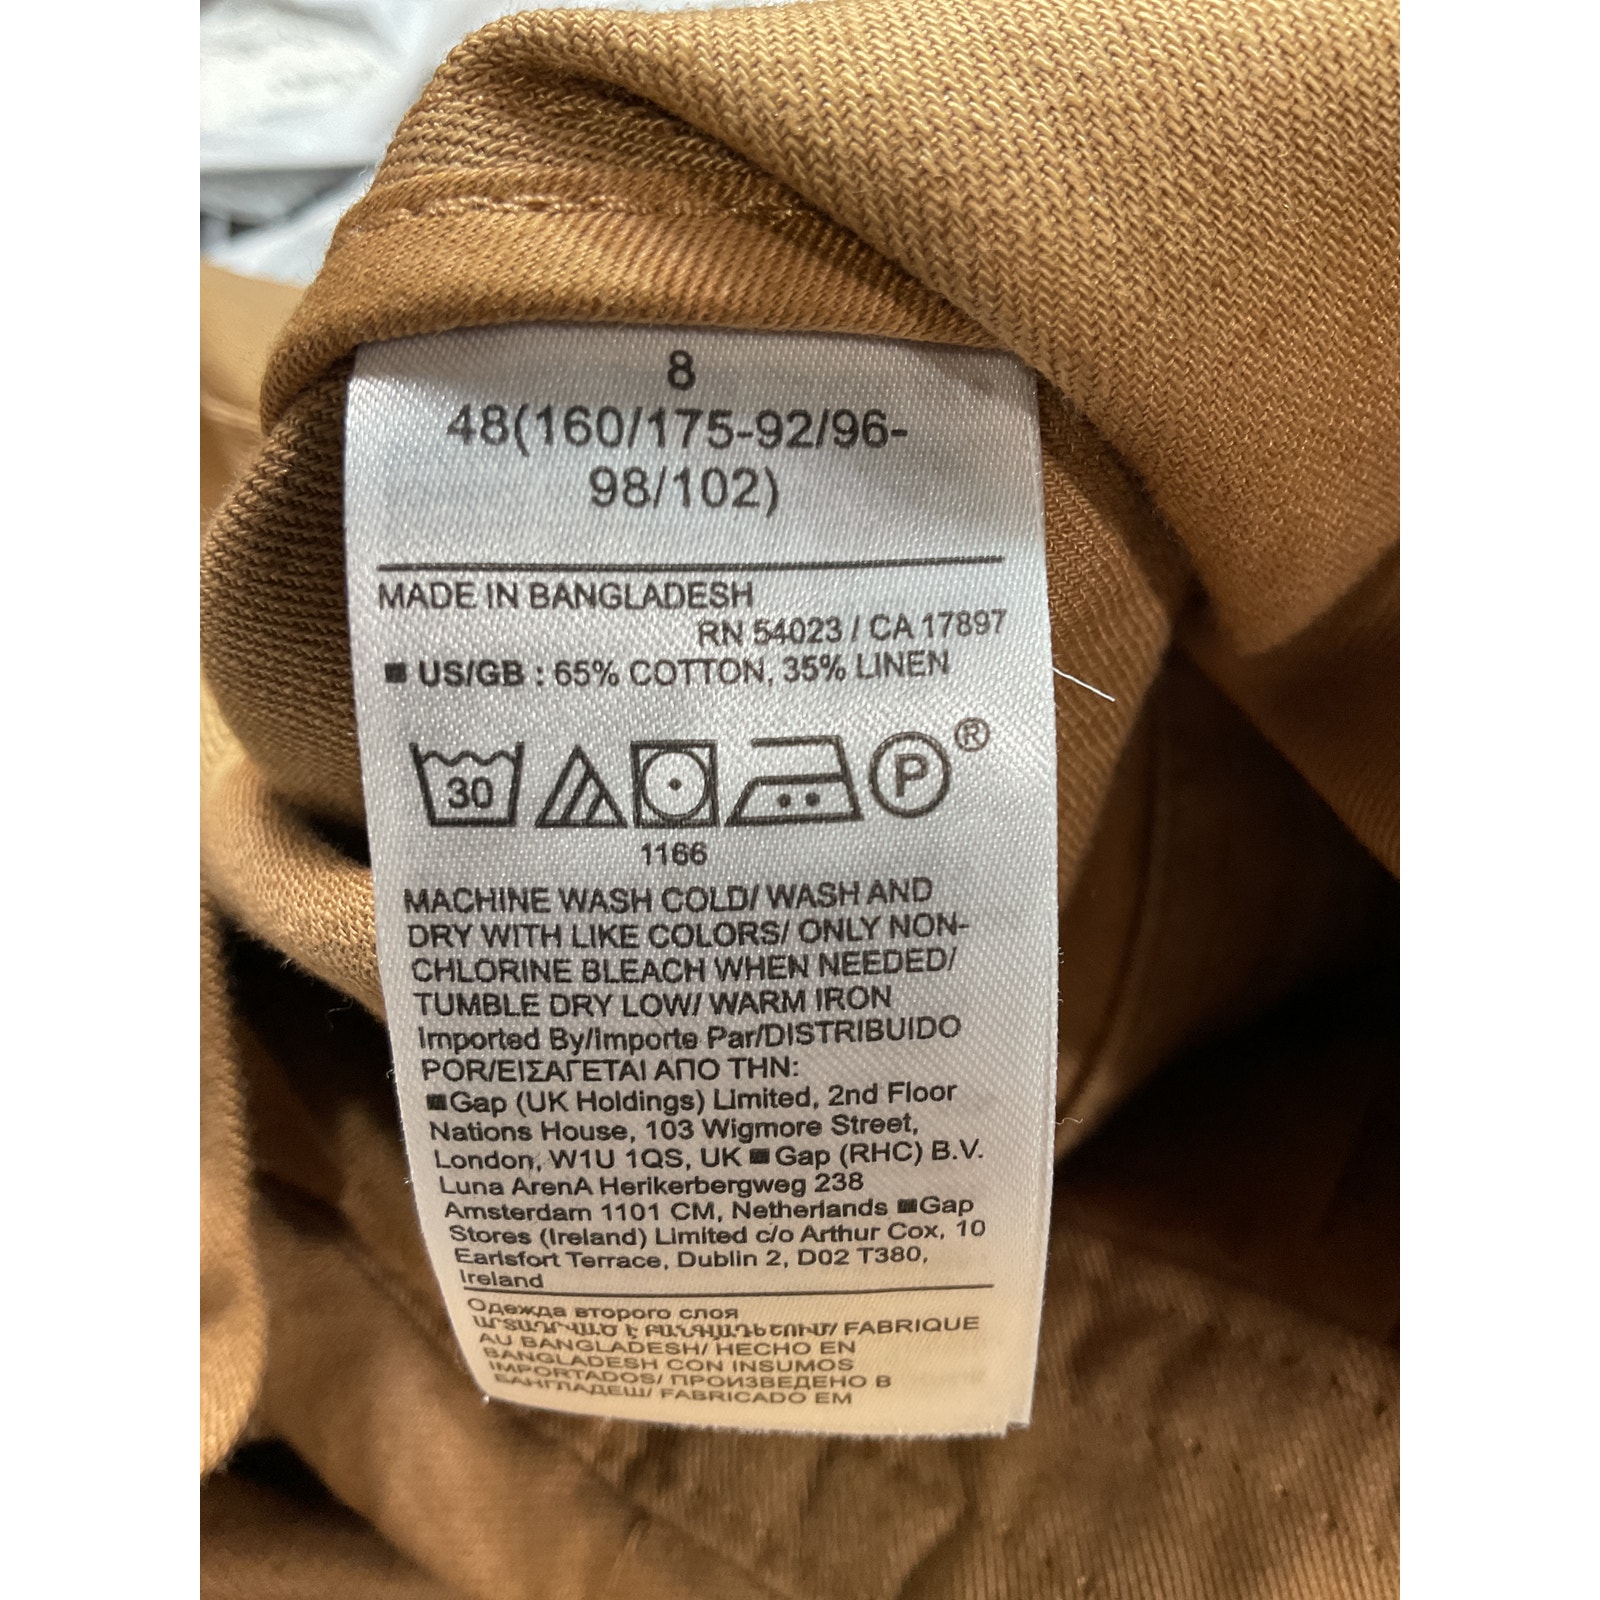 8
48(160/175-92/96-
98/102)
MADE IN BANGLADESH
RN 54023 / CA 17897
US/GB : 65% COTTON, 35% LINEN
30
P®
1166
MACHINE WASH COLD/ WASH AND
DRY WITH LIKE COLORS/ ONLY NON-
CHLORINE BLEACH WHEN NEEDED/
TUMBLE DRY LOW/ WARM IRON
Imported By/Importe Par/DISTRIBUIDO
POR/ΕΙΣΑΓΕΤΑΙ ΑΠΟ ΤΗΝ:
Gap (UK Holdings) Limited, 2nd Floor
Nations House, 103 Wigmore Street,
London, W1U 1QS, UK ■ Gap (RHC) B.V.
Luna ArenA Herikerbergweg 238
Amsterdam 1101 CM, Netherlands ■Gap
Stores (Ireland) Limited c/o Arthur Cox, 10
Earlsfort Terrace, Dublin 2, D02 T380,
Ireland
Одежда второго слоя
FABRIQUE
AU BANGLADESH/ HECHO EN
BANGLADESH CON INSUMOS
IMPORTADOS/ ПРОИЗВЕДЕНО В
БАНГЛАДЕШ/ FABRICADO EM